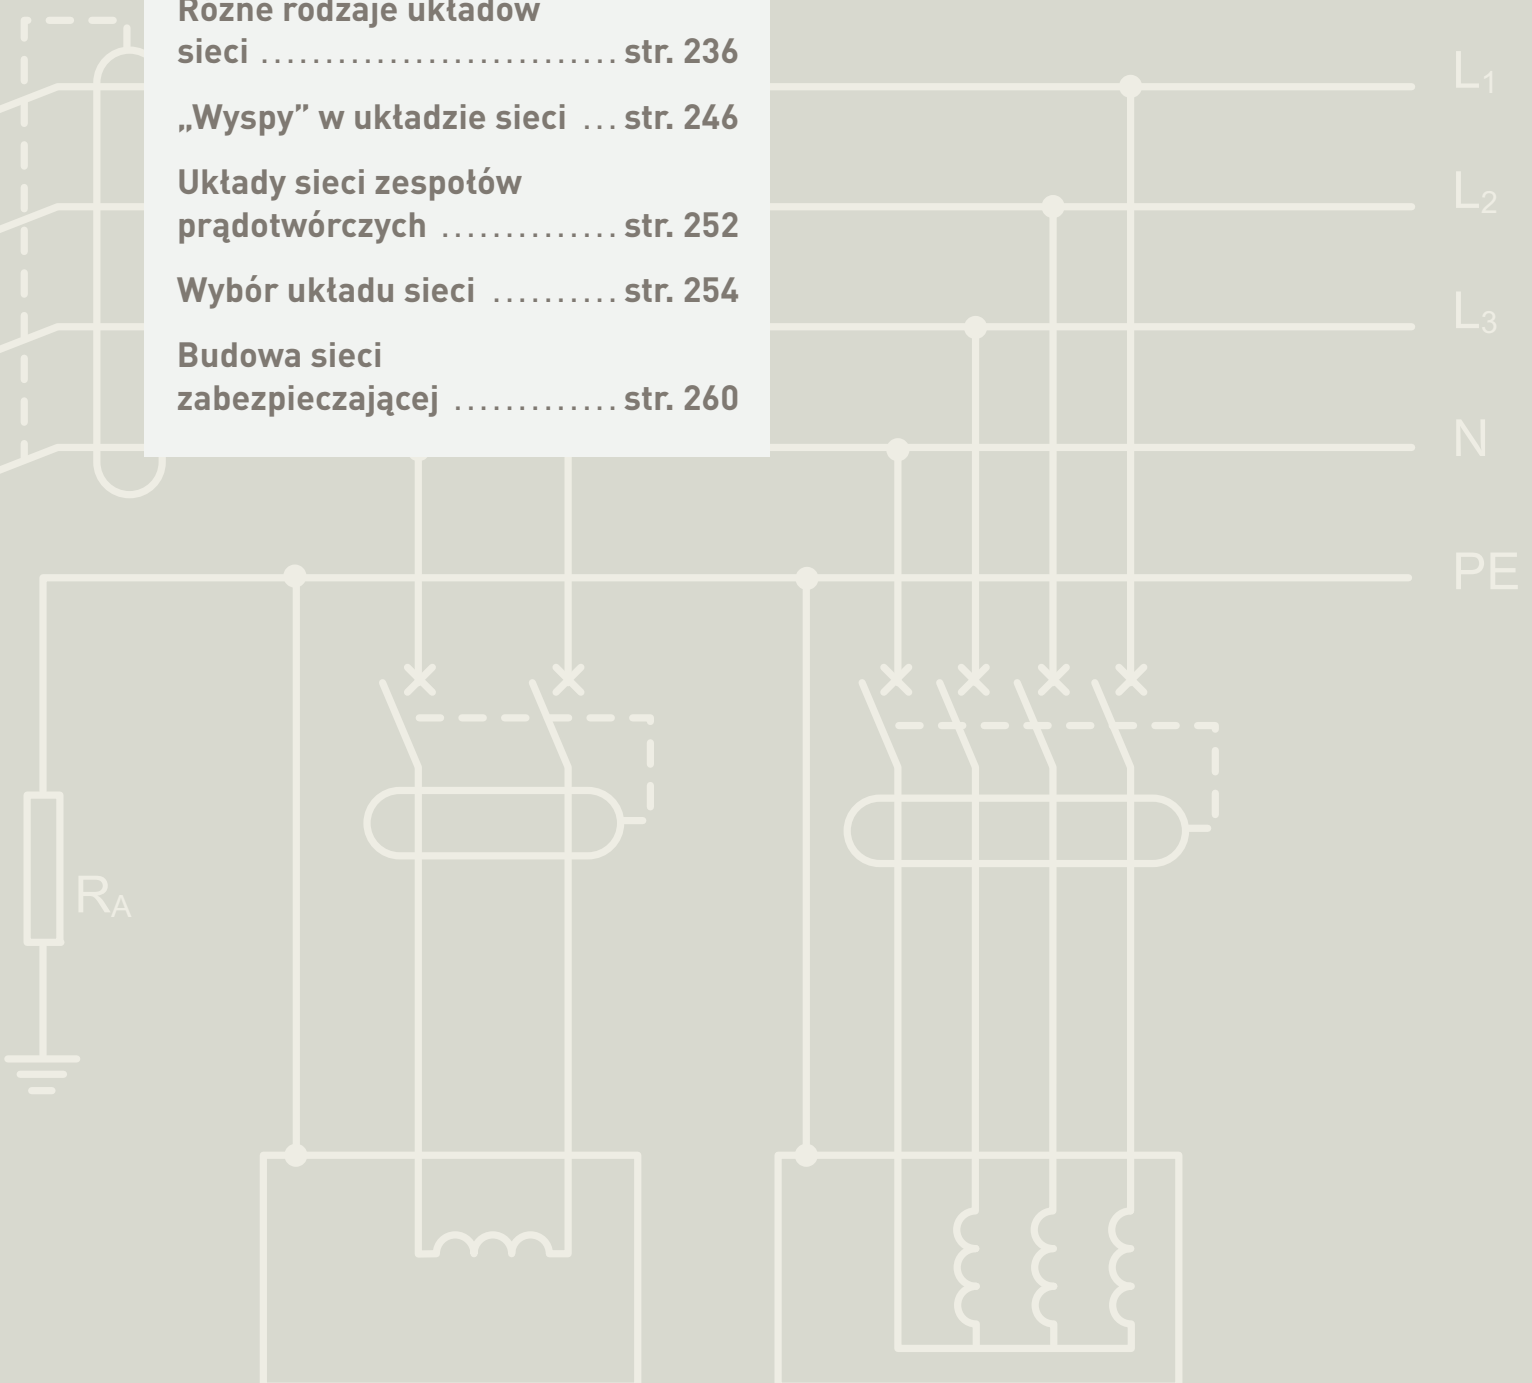 Różne rodzaje układów
sieci ............................ str. 236
„Wyspy” w układzie sieci ... str. 246
Układy sieci zespołów
prądotwórczych .............. str. 252
Wybór układu sieci .......... str. 254
Budowa sieci
zabezpieczającej ............. str. 260
L1
L2
L3
N
PE
RA